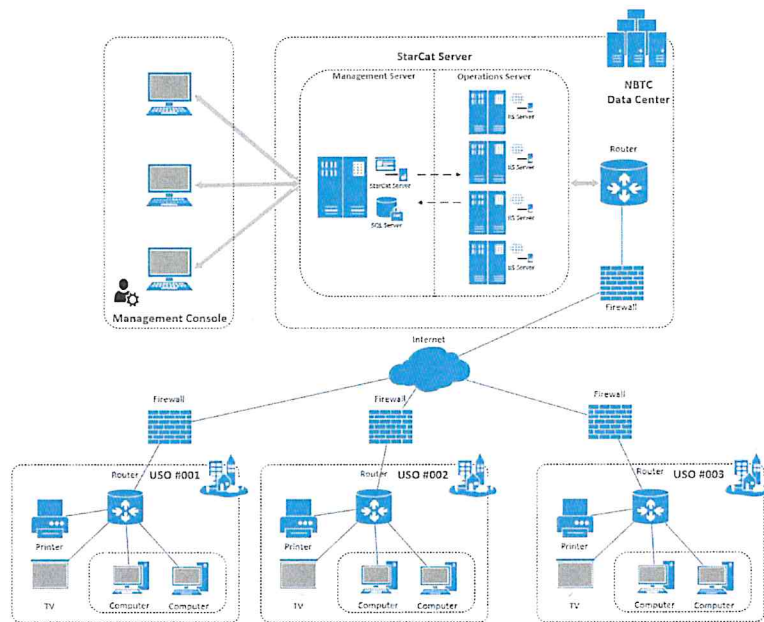 StarCat Server
Management Server
Operations Server
NBTC
Data Center
IIS Server
Router
StarCat Server
IIS Server
SQL Server
IIS Server
IIS Server
Management Console
Firewall
Internet
Firewall
Firewall
Firewall
Router
USO #001
Router
USO #002
Router
USO #003
Printer
Printer
Printer
TV
Computer
Computer
TV
Computer
Computer
TV
Computer
Computer